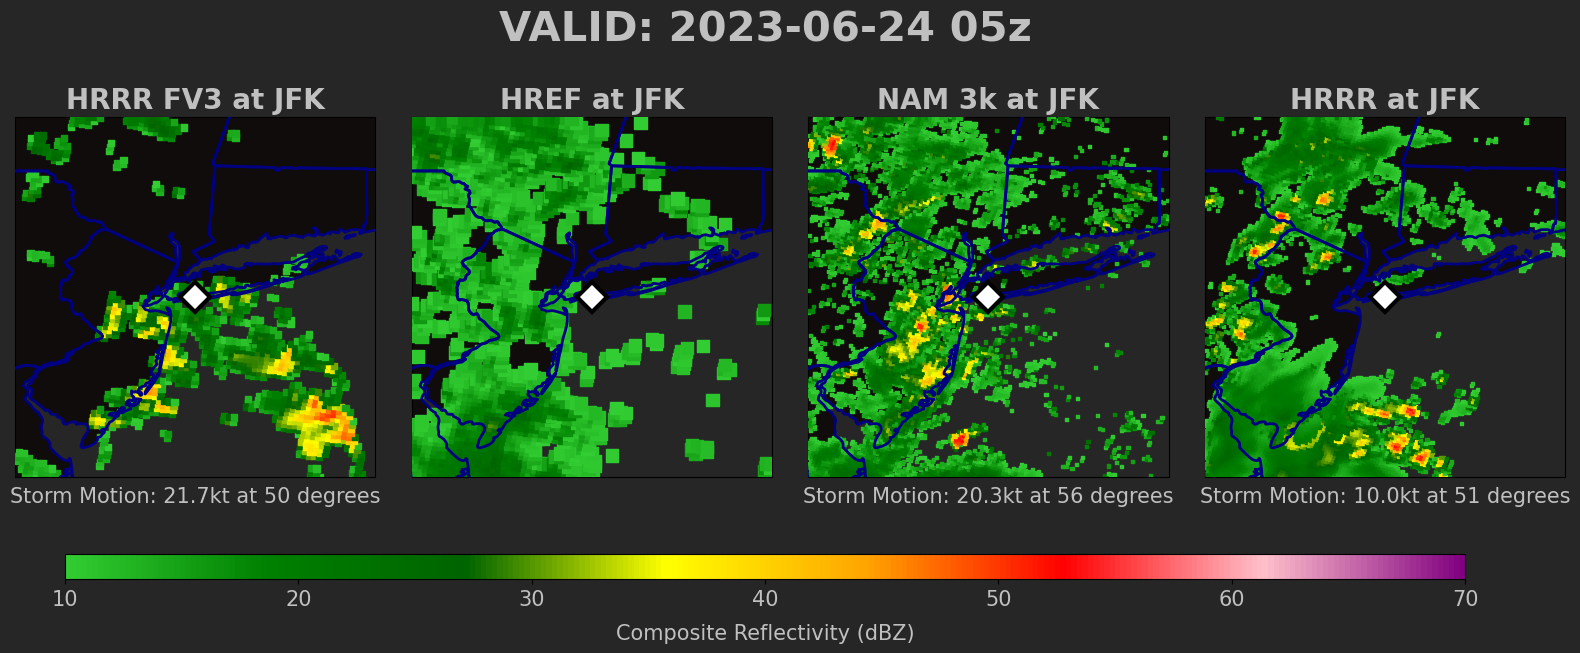 VALID: 2023-06-24 05z
HRRR FV3 at JFK
HREF at JFK
NAM 3k at JFK
HRRR at JFK
Storm Motion: 21.7kt at 50 degrees
Storm Motion: 20.3kt at 56 degrees
Storm Motion: 10.0kt at 51 degrees
10 20 30 40 50 60 70
Composite Reflectivity (dBZ)